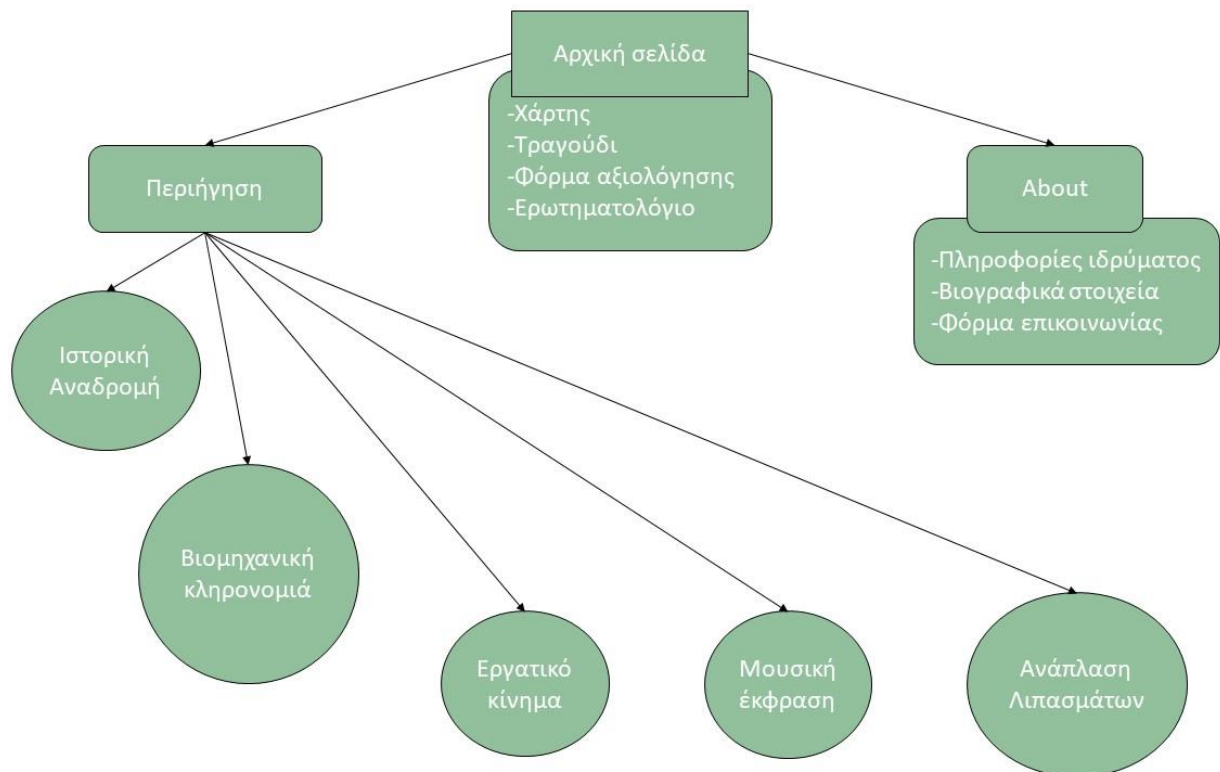 Αρχική σελίδα
-Χάρτης
-Τραγούδι
-Φόρμα αξιολόγησης
-Ερωτηματολόγιο
Περιήγηση
About
-Πληροφορίες ιδρύματος
-Βιογραφικά στοιχεία
-Φόρμα επικοινωνίας
Ιστορική
Αναδρομή
Βιομηχανική
κληρονομιά
Εργατικό
κίνημα
Μουσική
έκφραση
Ανάπλαση
Λιπασμάτων